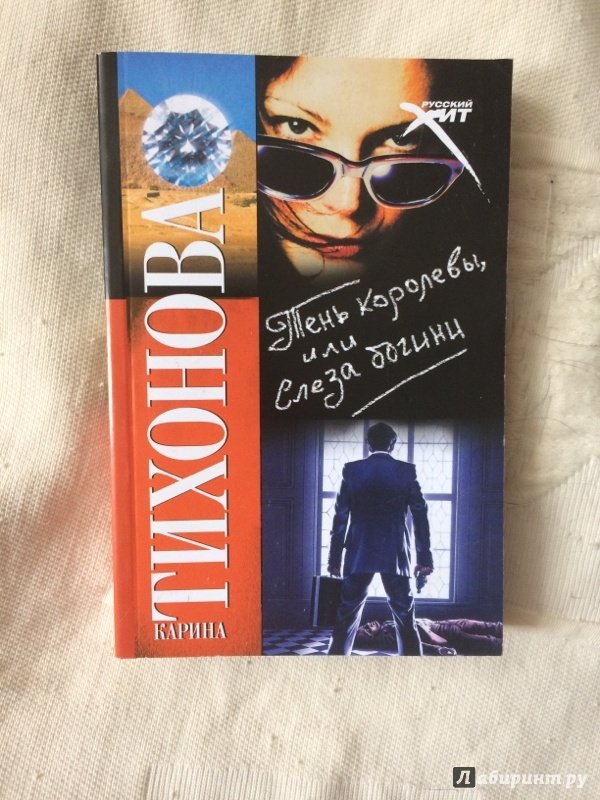 КАРИНА
ТИХОНОВА
РУССКИЙ
ХИТ
Тень королевы,
или
Слеза богини
Лабиринт.ру